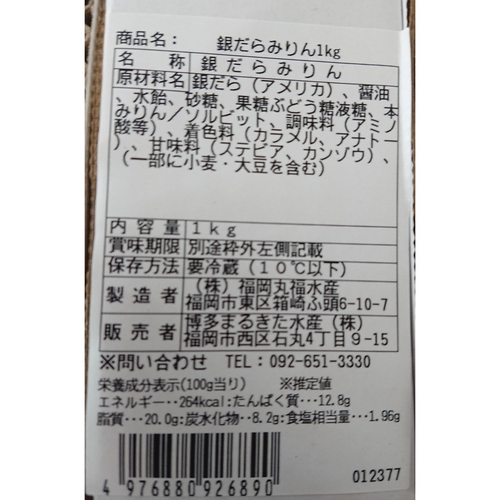 商品名: 銀だらみりん1kg
名称 銀だらみりん
原材料名 銀だら(アメリカ)、醤油
、水飴、砂糖、果糖ぶどう糖液糖、本
みりん/ソルビット、調味料(アミノ
酸等)、着色料(カラメル、アナトー
)、甘味料(ステビア、カンゾウ)、
(一部に小麦・大豆を含む)
内容量 1kg
賞味期限 別途枠外左側記載
保存方法 要冷蔵(10℃以下)
製造者 (株)福岡丸福水産
福岡市東区箱崎ふ頭6-10-7
販売者 博多まるきた水産(株)
福岡市西区石丸4丁目9-15
※問い合わせ TEL:092-651-3330
栄養成分表示(100g当り) ※推定値
エネルギー‥264kcal:たんぱく質‥‥12.8g
脂質‥‥20.0g:炭水化物‥8.2g:食塩相当量‥‥1.96g
4976880926890
012377